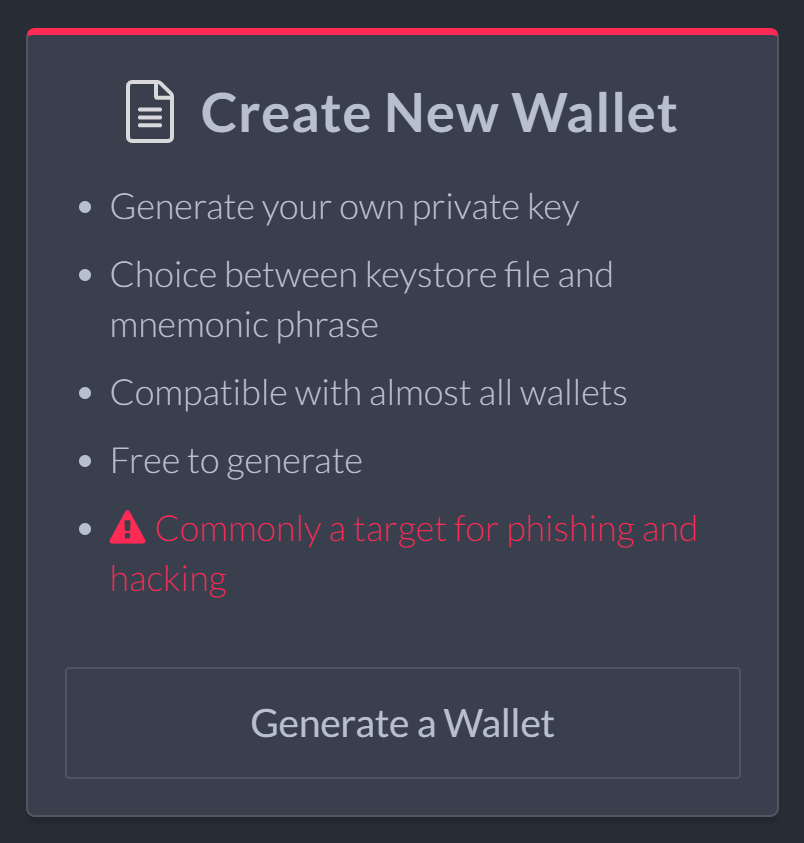 Create New Wallet
Generate your own private key
Choice between keystore file and
mnemonic phrase
Compatible with almost all wallets
Free to generate
Commonly a target for phishing and
hacking
Generate a Wallet